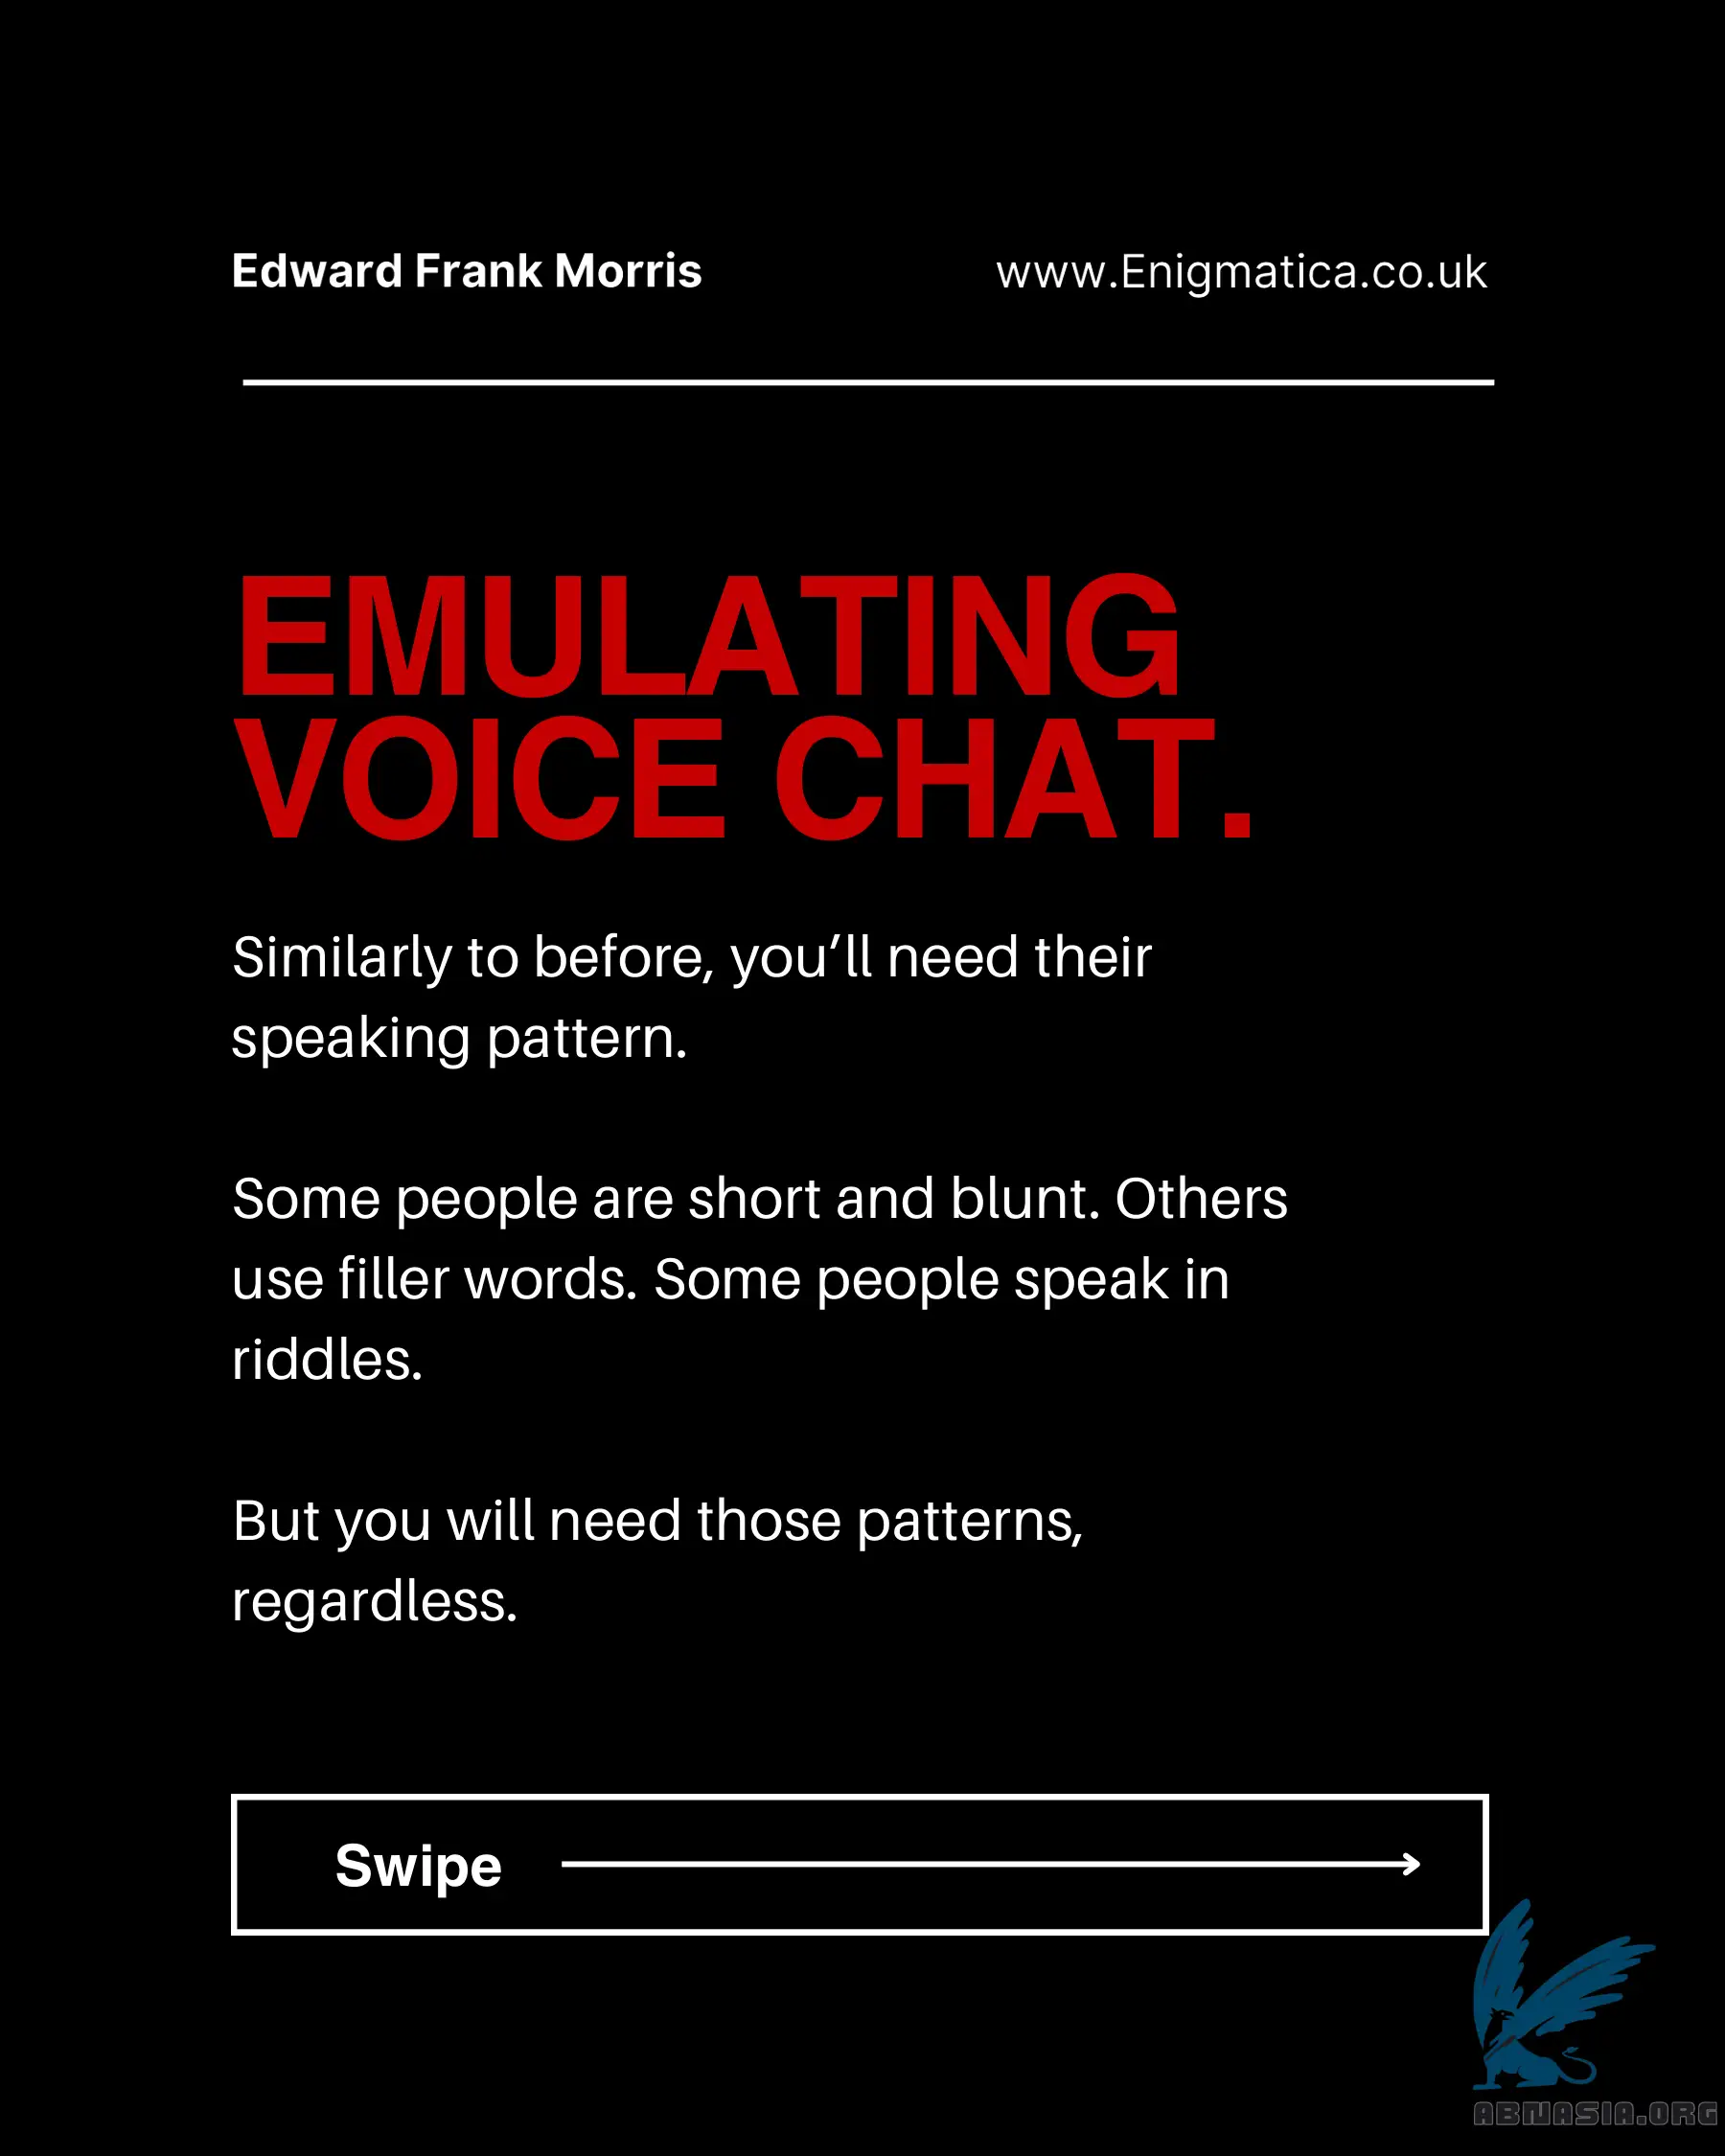 Edward Frank Morris
www.Enigmatica.co.uk
EMULATING
VOICE CHAT.
Similarly to before, you’ll need their
speaking pattern.
Some people are short and blunt. Others
use filler words. Some people speak in
riddles.
But you will need those patterns,
regardless.
Swipe
ABNASIA.ORG